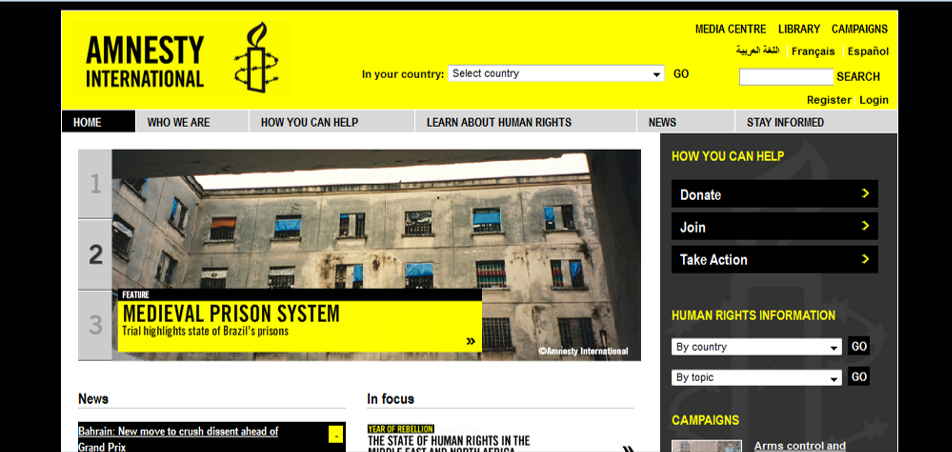 AMNESTY
INTERNATIONAL
MEDIA CENTRE LIBRARY CAMPAIGNS
اللغة العربية Français Español
In your country: Select country GO
SEARCH
Register Login
HOME WHO WE ARE HOW YOU CAN HELP LEARN ABOUT HUMAN RIGHTS NEWS STAY INFORMED
1
2
3
FEATURE
MEDIEVAL PRISON SYSTEM
Trial highlights state of Brazil's prisons
»
©Amnesty International
HOW YOU CAN HELP
Donate
Join
Take Action
HUMAN RIGHTS INFORMATION
By country GO
By topic GO
CAMPAIGNS
Arms control and
News
Bahrain: New move to crush dissent ahead of
Grand Prix
In focus
YEAR OF REBELLION
THE STATE OF HUMAN RIGHTS IN THE
MIDDLE EAST AND NORTH AFRICA